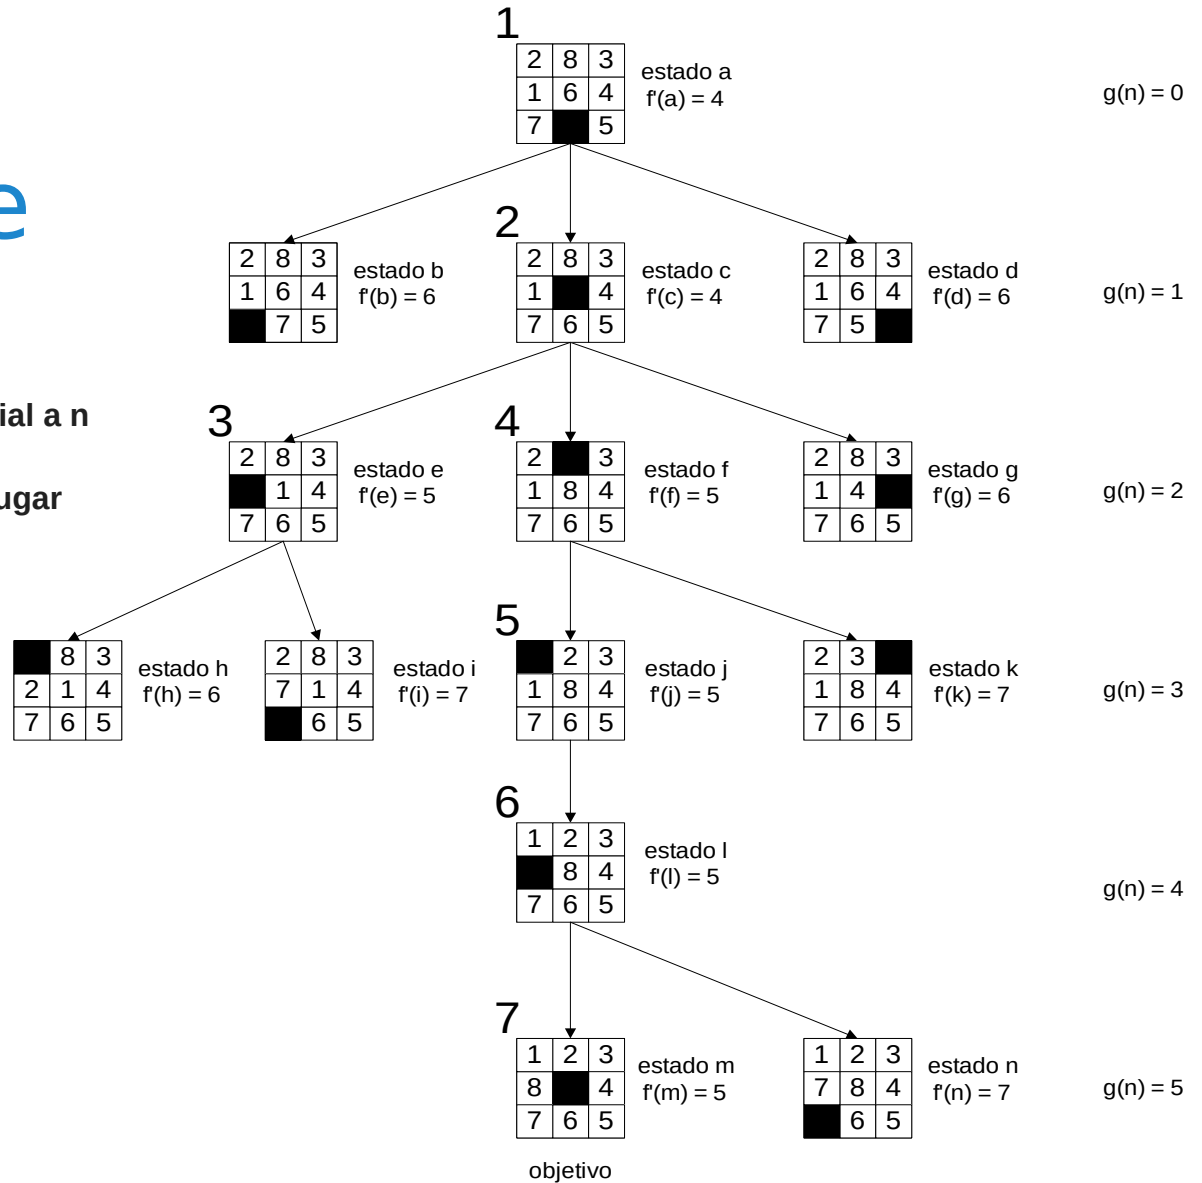 1
2 8 3
1 6 4
7 5
estado a
f'(a) = 4
g(n) = 0
e
2
2 8 3
1 6 4
7 5
estado b
f'(b) = 6
2 8 3
1 4
7 6 5
estado c
f'(c) = 4
2 8 3
1 6 4
7 5
estado d
f'(d) = 6
g(n) = 1
ial a n
ugar
3
2 8 3
1 4
7 6 5
estado e
f'(e) = 5
4
2 3
1 8 4
7 6 5
estado f
f'(f) = 5
2 8 3
1 4
7 6 5
estado g
f'(g) = 6
g(n) = 2
8 3
2 1 4
7 6 5
estado h
f'(h) = 6
2 8 3
7 1 4
6 5
estado i
f'(i) = 7
5
2 3
1 8 4
7 6 5
estado j
f'(j) = 5
2 3
1 8 4
7 6 5
estado k
f'(k) = 7
g(n) = 3
6
1 2 3
8 4
7 6 5
estado l
f'(l) = 5
g(n) = 4
7
1 2 3
8 4
7 6 5
estado m
f'(m) = 5
1 2 3
7 8 4
6 5
estado n
f'(n) = 7
g(n) = 5
objetivo